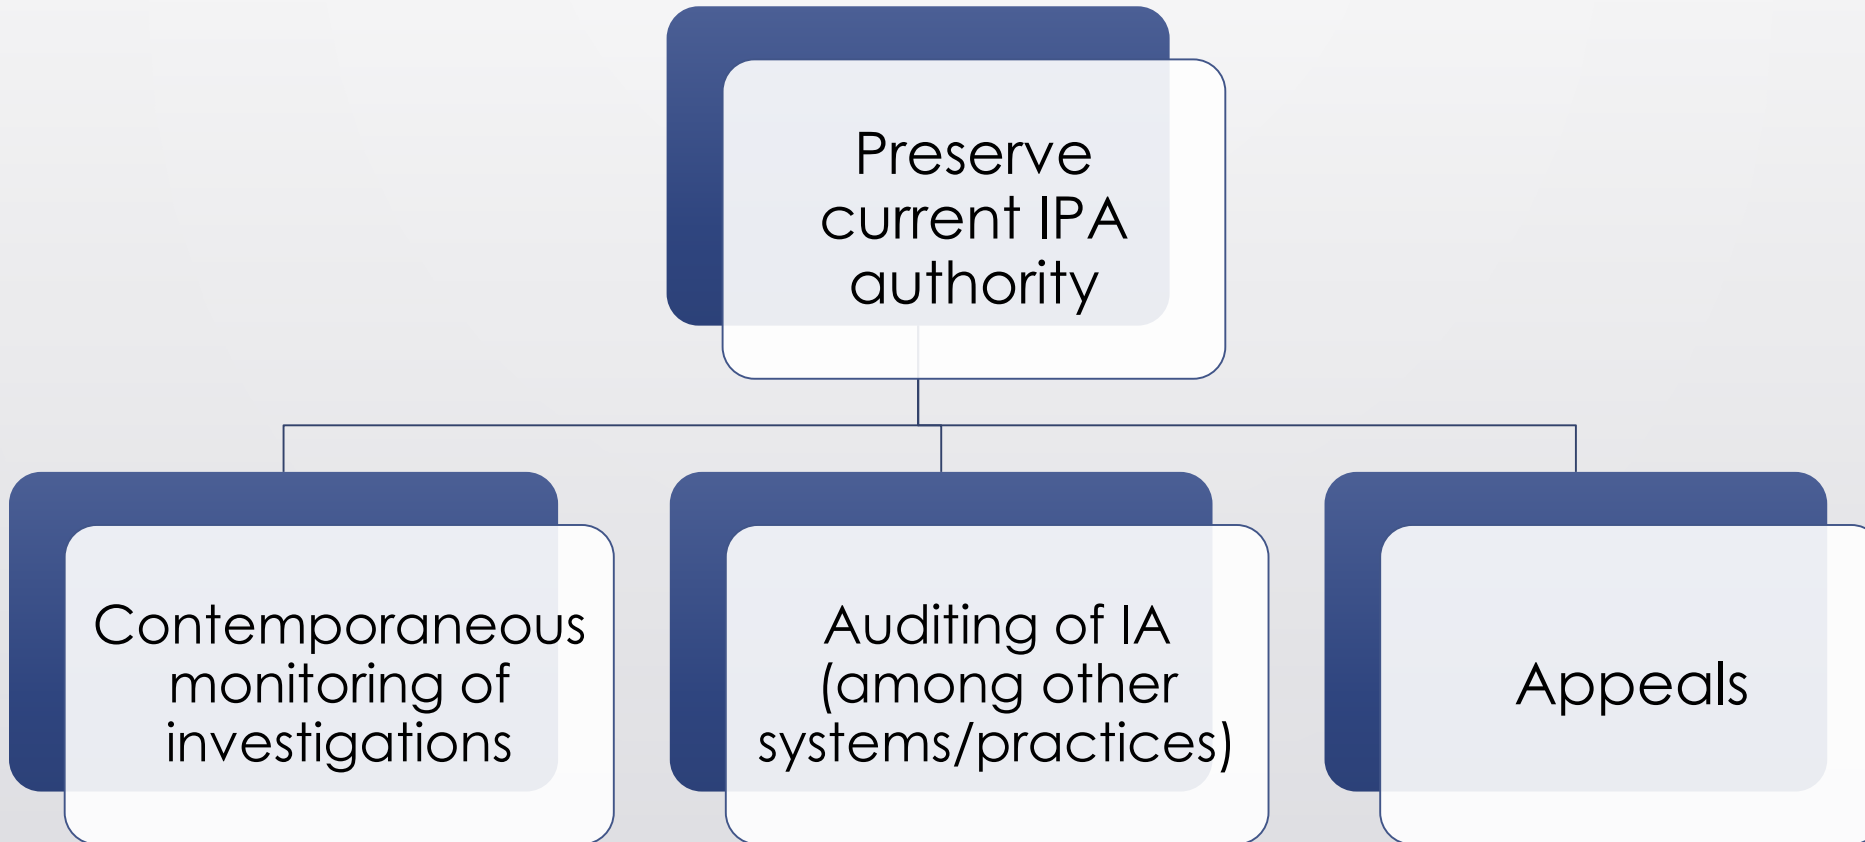 Preserve
current IPA
authority
Contemporaneous
monitoring of
investigations
Auditing of IA
(among other
systems/practices)
Appeals